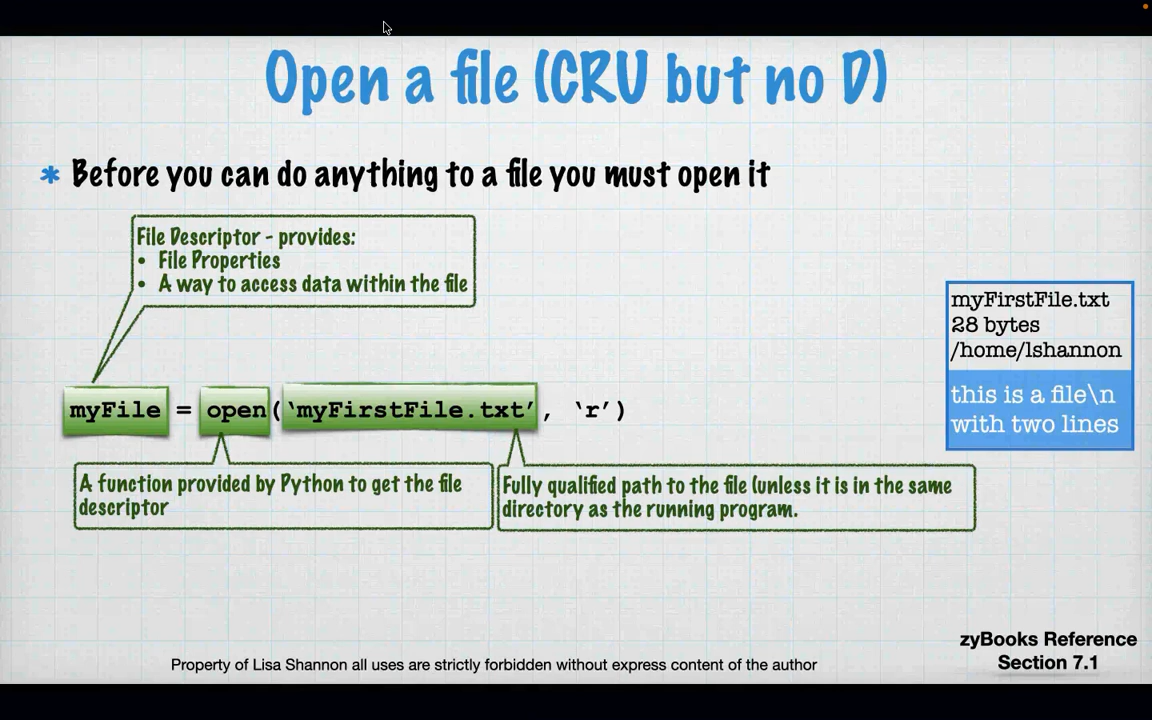 Open a file (CRU but no D)
* Before you can do anything to a file you must open it
File Descriptor - provides:
• File Properties
• A way to access data within the file
myFirstFile.txt
28 bytes
/home/lshannon
this is a file\n
with two lines
myFile = open(‘myFirstFile.txt’, ‘r’)
A function provided by Python to get the file
descriptor
Fully qualified path to the file (unless it is in the same
directory as the running program.
zyBooks Reference
Section 7.1
Property of Lisa Shannon all uses are strictly forbidden without express content of the author